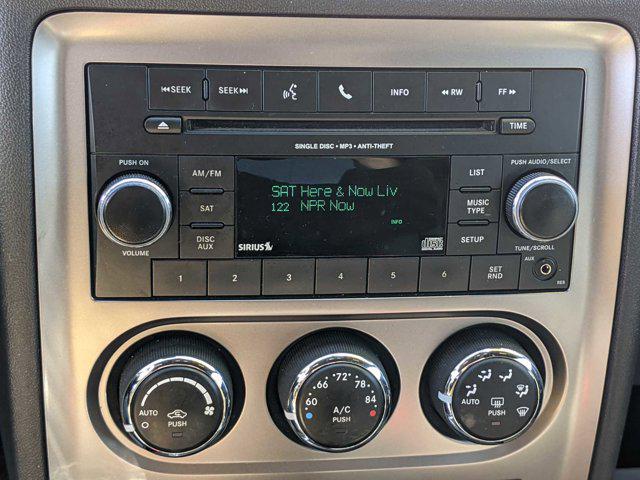 SEEK
SEEK
INFO
RW
FF
TIME
SINGLE DISC • MP3 • ANTI-THEFT
PUSH ON
VOLUME
AM/FM
SAT
DISC
AUX
SAT Here & Now Liv
122 NPR Now
INFO
SIRIUS
LIST
MUSIC
TYPE
SETUP
PUSH AUDIO/SELECT
TUNE/SCROLL
1
2
3
4
5
6
SET
RND
AUX
RES
AUTO
PUSH
60
66
72
78
84
A/C
PUSH
AUTO
PUSH